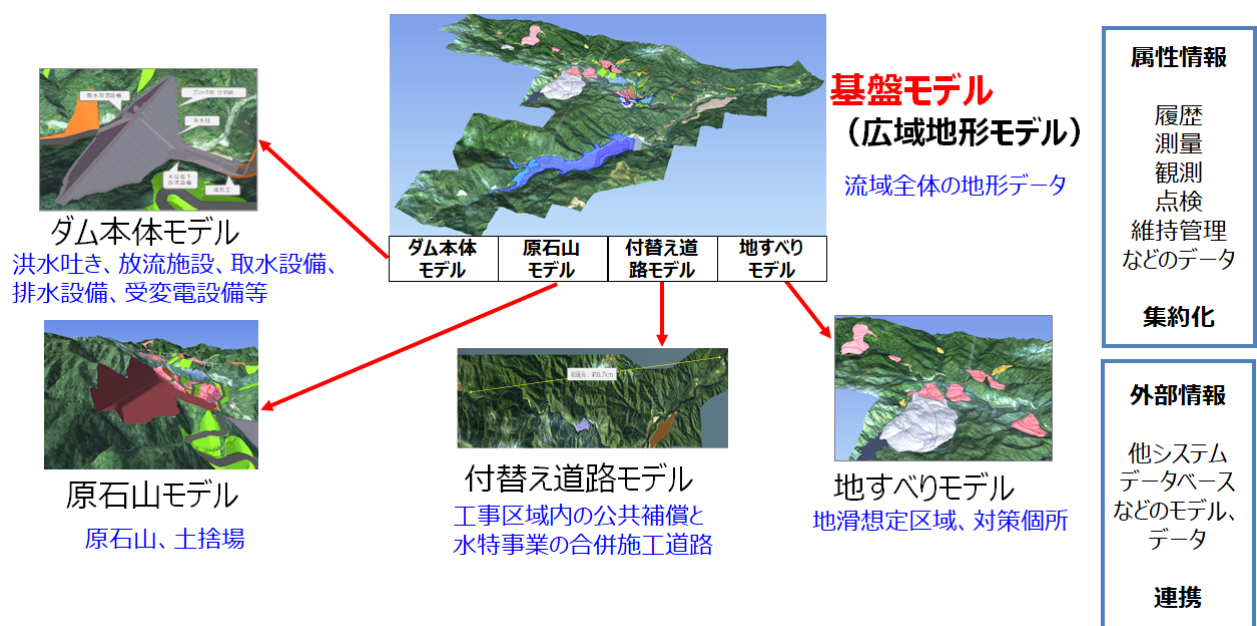 基盤モデル
（広域地形モデル）
流域全体の地形データ
ダム本体
モデル
原石山
モデル
付替え道
路モデル
地すべり
モデル
取水放流設備
洪水吐
ダム本体モデル
洪水吐き、放流施設、取水設備、
排水設備、受変電設備等
原石山モデル
原石山、土捨場
付替え道路モデル
工事区域内の公共補償と
水特事業の合併施工道路
地すべりモデル
地滑想定区域、対策個所
属性情報
履歴
測量
観測
点検
維持管理
などのデータ
集約化
外部情報
他システム
データベース
などのモデル、
データ
連携